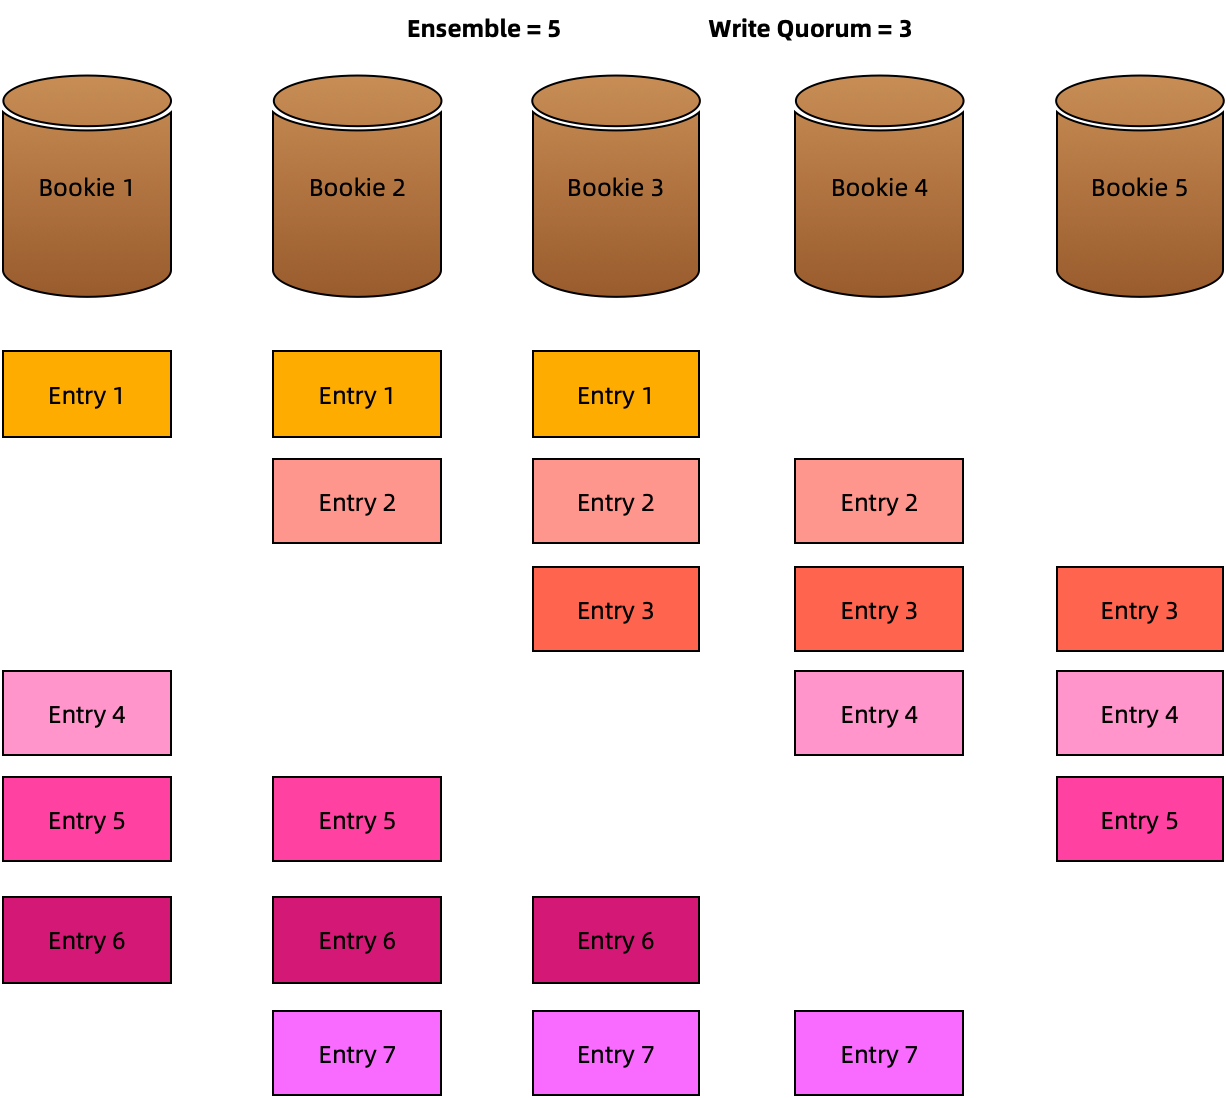 Ensemble = 5 Write Quorum = 3
Bookie 1 Bookie 2 Bookie 3 Bookie 4 Bookie 5
Entry 1 Entry 1 Entry 1
Entry 2 Entry 2 Entry 2
Entry 3 Entry 3 Entry 3
Entry 4 Entry 4 Entry 4
Entry 5 Entry 5 Entry 5
Entry 6 Entry 6 Entry 6
Entry 7 Entry 7 Entry 7